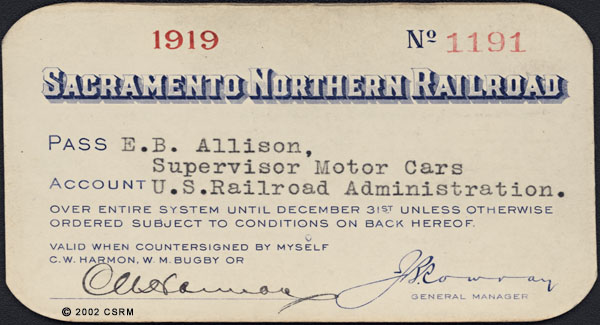 1919 Nº 1191
SACRAMENTO NORTHERN RAILROAD
PASS E.B. Allison,
Supervisor Motor Cars
ACCOUNT U.S.Railroad Administration.
OVER ENTIRE SYSTEM UNTIL DECEMBER 31ST UNLESS OTHERWISE
ORDERED SUBJECT TO CONDITIONS ON BACK HEREOF.
VALID WHEN COUNTERSIGNED BY MYSELF
C.W. HARMON, W.M. BUGBY OR
GENERAL MANAGER
© 2002 CSRM